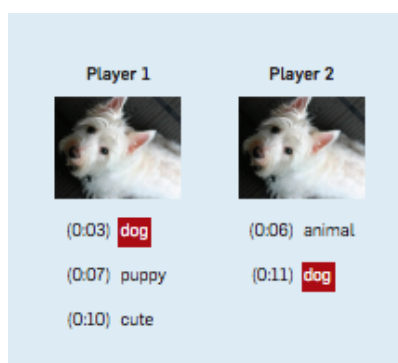 Player 1
Player 2
(0:03) dog
(0:06) animal
(0:07) puppy
(0:11) dog
(0:10) cute